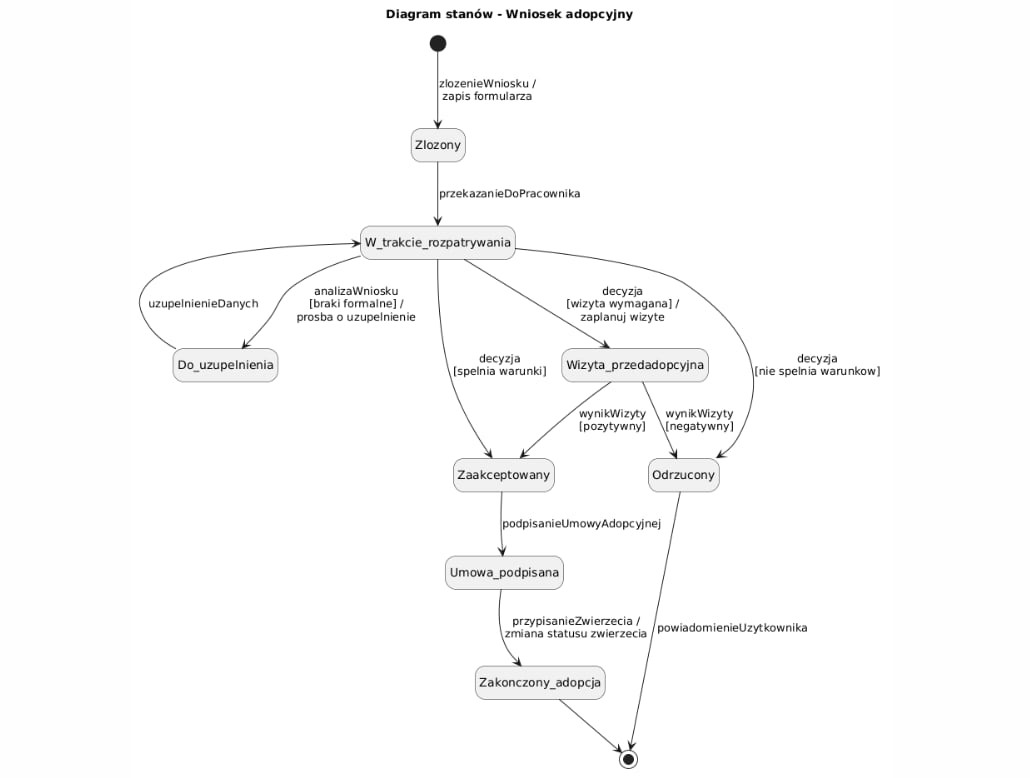 Diagram stanów - Wniosek adopcyjny
zlozenieWniosku /
zapis formularza
Zlozony
przekazanieDoPracownika
W_trakcie_rozpatrywania
uzupelnienieDanych
analizaWniosku
[braki formalne] /
prosba o uzupelnienie
decyzja
[wizyta wymagana] /
zaplanuj wizyte
Do_uzupelnienia
decyzja
[spelnia warunki]
Wizyta_przedadopcyjna
decyzja
[nie spelnia warunkow]
wynikWizyty
[pozytywny]
wynikWizyty
[negatywny]
Zaakceptowany
Odrzucony
podpisanieUmowyAdopcyjnej
Umowa_podpisana
przypisanieZwierzecia /
zmiana statusu zwierzecia
powiadomienieUzytkownika
Zakonczony_adopcja